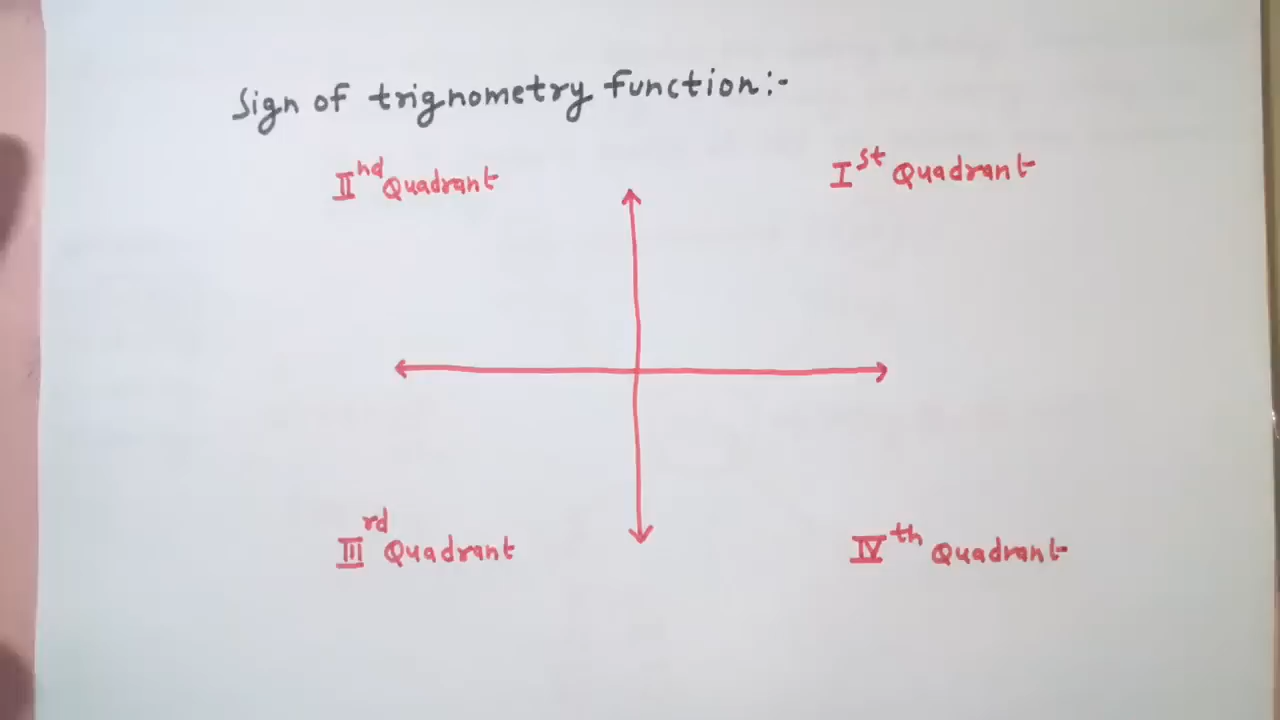 Sign of trignometry function:-
IInd Quadrant
Ist Quadrant
IIIrd Quadrant
IVth Quadrant